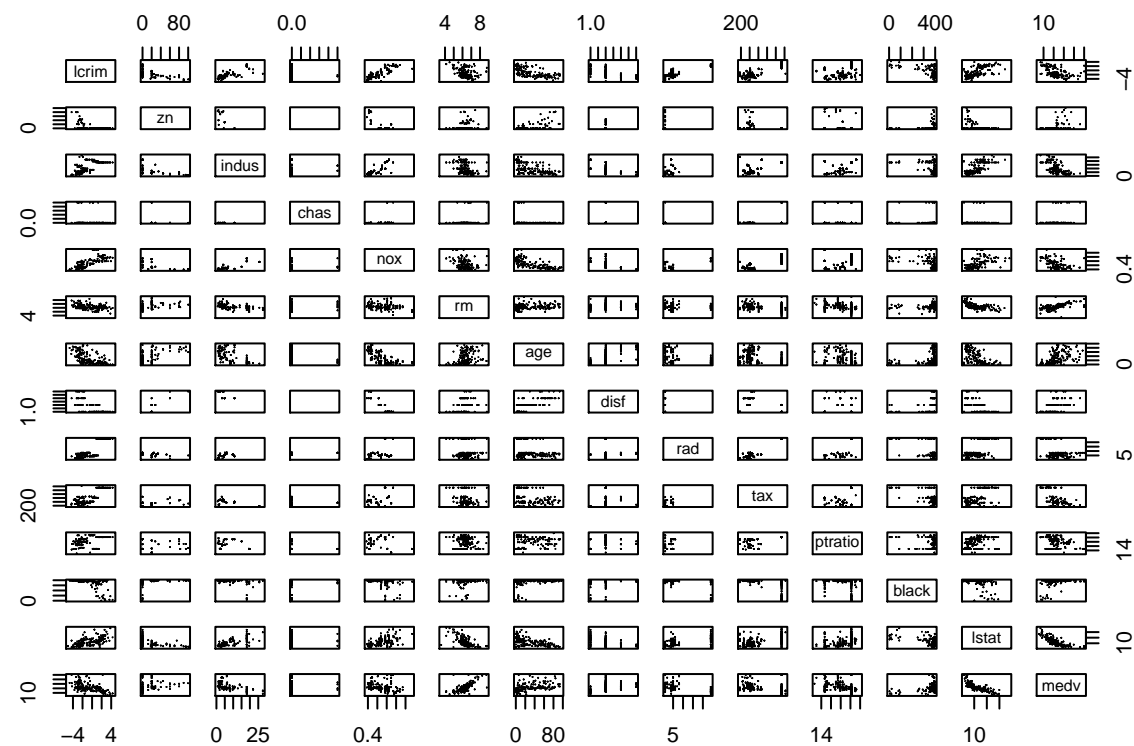 0 80 0.0 4 8 1.0 200 0 400 10
lcrim −4
0 zn
indus 0
0.0 chas
nox 0.4
4 rm
age 0
1.0 disf
rad 5
200 tax
ptratio 14
0 black
lstat 10
10 medv
−4 4 0 25 0.4 0 80 5 14 10